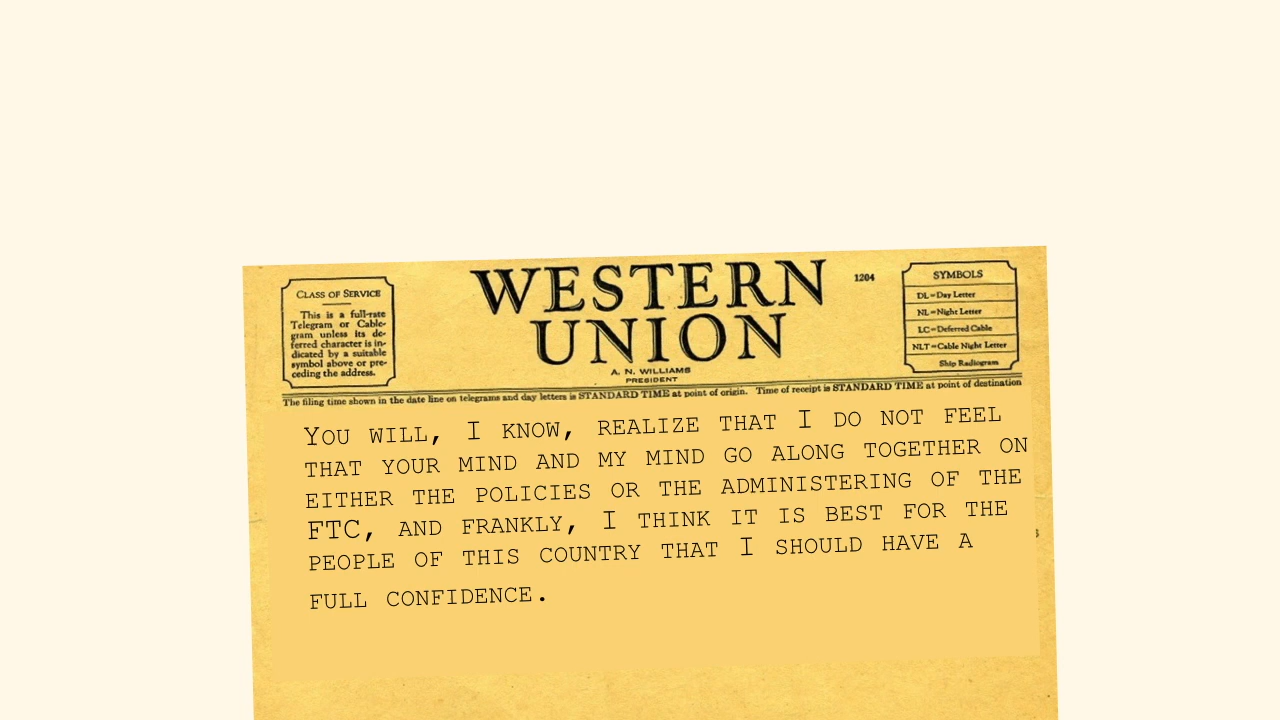 WESTERN
UNION
1204
A. N. WILLIAMS
PRESIDENT
CLASS OF SERVICE
This is a full-rate
Telegram or Cable-
gram unless its de-
ferred character is in-
dicated by a suitable
symbol above or pre-
ceding the address.
SYMBOLS
DL=Day Letter
NL=Night Letter
LC=Deferred Cable
NLT=Cable Night Letter
Ship Radiogram
The filing time shown in the date line on telegrams and day letters is STANDARD TIME at point of origin. Time of receipt is STANDARD TIME at point of destination
YOU WILL, I KNOW, REALIZE THAT I DO NOT FEEL
THAT YOUR MIND AND MY MIND GO ALONG TOGETHER ON
EITHER THE POLICIES OR THE ADMINISTERING OF THE
FTC, AND FRANKLY, I THINK IT IS BEST FOR THE
PEOPLE OF THIS COUNTRY THAT I SHOULD HAVE A
FULL CONFIDENCE.